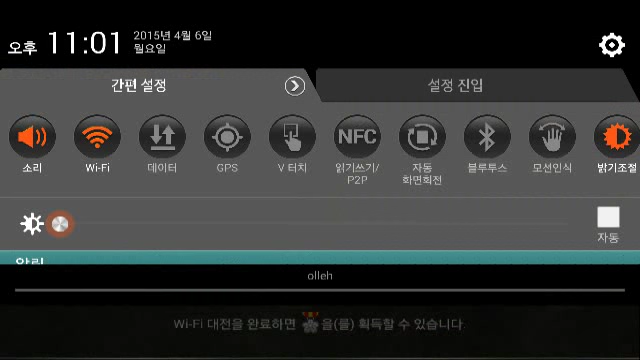 오후 11:01 2015년 4월 6일
월요일
간편 설정
설정 진입
소리
Wi-Fi
데이터
GPS
V 터치
NFC
읽기쓰기/
P2P
자동
화면회전
블루투스
모션인식
밝기조절
자동
알림
olleh
Wi-Fi 대전을 완료하면 을(를) 획득할 수 있습니다.